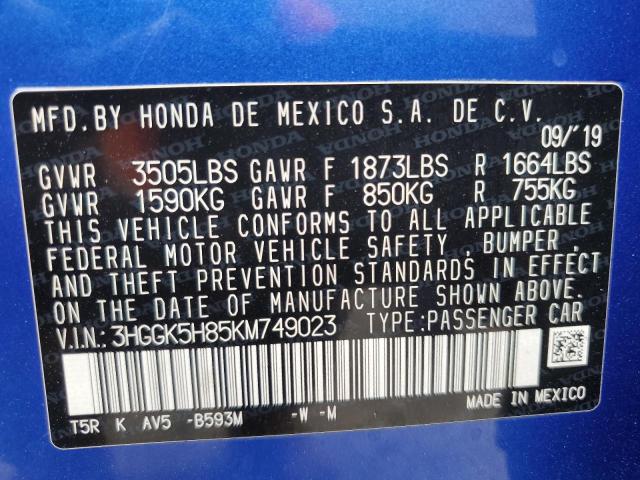 MFD.BY HONDA DE MEXICO S.A. DE C.V.
09/'19
GVWR 3505LBS GAWR F 1873LBS R 1664LBS
GVWR 1590KG GAWR F 850KG R 755KG
THIS VEHICLE CONFORMS TO ALL APPLICABLE
FEDERAL MOTOR VEHICLE SAFETY , BUMPER ,
AND THEFT PREVENTION STANDARDS IN EFFECT
ON THE DATE OF MANUFACTURE SHOWN ABOVE.
V.I.N: 3HGGK5H85KM749023 TYPE:PASSENGER CAR
T5R K AV5 -B593M -W -M MADE IN MEXICO